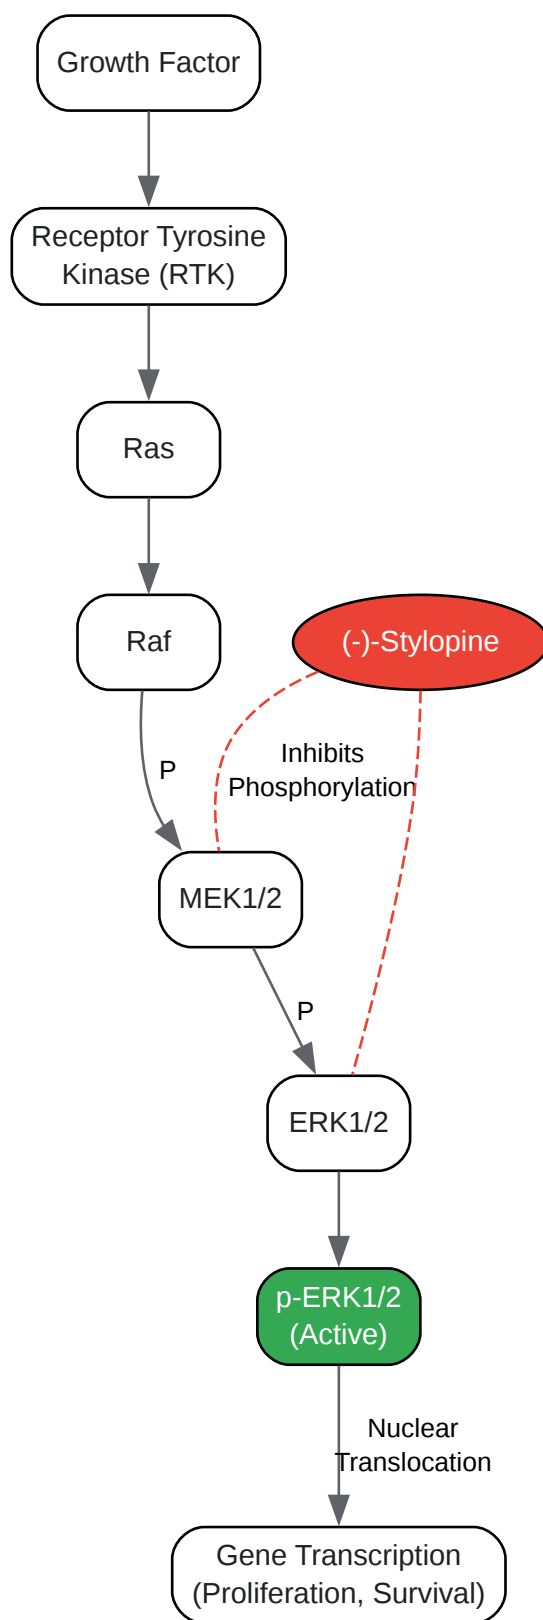 Growth Factor
Receptor Tyrosine
Kinase (RTK)
Ras
Raf
(-)-Stylopine
Inhibits
Phosphorylation
P
MEK1/2
P
ERK1/2
p-ERK1/2
(Active)
Nuclear
Translocation
Gene Transcription
(Proliferation, Survival)